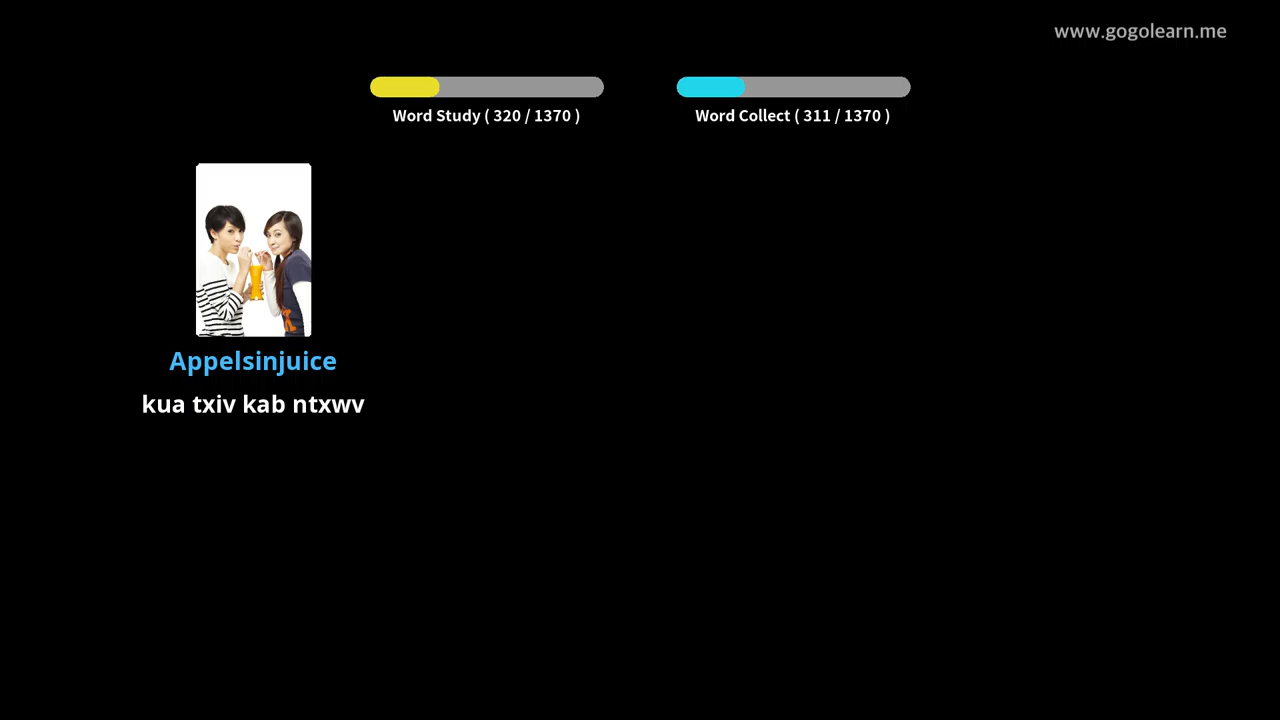 www.gogolearn.me
Word Study ( 320 / 1370 )
Word Collect ( 311 / 1370 )
Appelsinjuice
kua txiv kab ntxwv